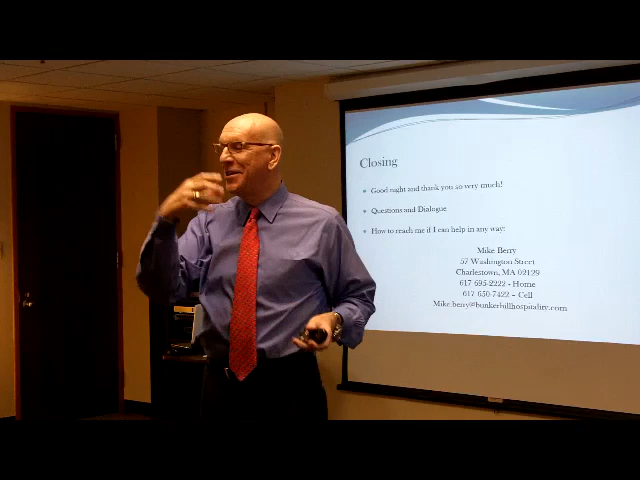 Closing
Good night and thank you so very much!
Questions and Dialogue
How to reach me if I can help in any way:
Mike Berry
57 Washington Street
Charlestown, MA 02129
617-695-2222 - Home
617-650-7422 – Cell
Mike.berry@bunkerhillhospitality.com